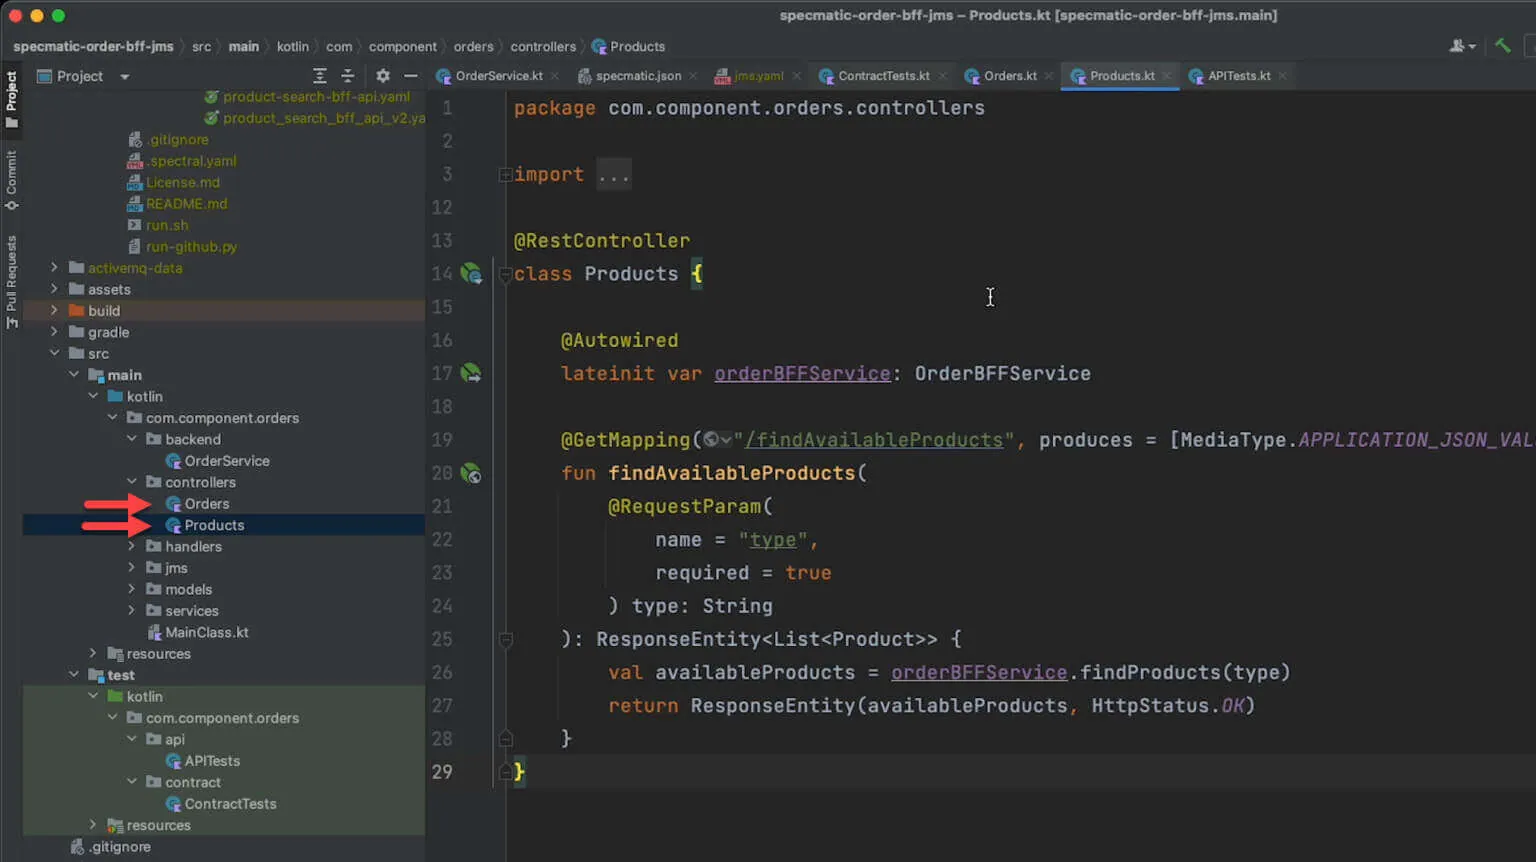 specmatic-order-bff-jms – Products.kt [specmatic-order-bff-jms.main]
specmatic-order-bff-jms src main kotlin com component orders controllers Products
Project
Commit
Pull Requests
Project
product-search-bff-api.yaml
product_search_bff_api_v2.ya
.gitignore
.spectral.yaml
License.md
README.md
run.sh
run-github.py
activemq-data
assets
build
gradle
src
main
kotlin
com.component.orders
backend
OrderService
controllers
Orders
Products
handlers
jms
models
services
MainClass.kt
resources
test
kotlin
com.component.orders
api
APITests
contract
ContractTests
resources
.gitignore
OrderService.kt specmatic.json jms.yaml ContractTests.kt Orders.kt Products.kt APITests.kt
1 package com.component.orders.controllers
2
3 import ...
12
13 @RestController
14 class Products {
15
16 @Autowired
17 lateinit var orderBFFService: OrderBFFService
18
19 @GetMapping("/findAvailableProducts", produces = [MediaType.APPLICATION_JSON_VAL
20 fun findAvailableProducts(
21 @RequestParam(
22 name = "type",
23 required = true
24 ) type: String
25 ): ResponseEntity<List<Product>> {
26 val availableProducts = orderBFFService.findProducts(type)
27 return ResponseEntity(availableProducts, HttpStatus.OK)
28 }
29 }